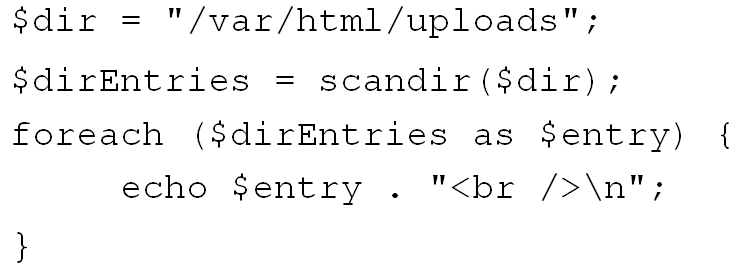 $dir = "/var/html/uploads";
$dirEntries = scandir($dir);
foreach ($dirEntries as $entry) {
     echo $entry . "<br />\n";
}